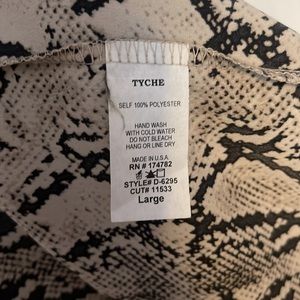 TYCHE
SELF 100% POLYESTER
HAND WASH
WITH COLD WATER
DO NOT BLEACH
HANG OR LINE DRY
MADE IN U.S.A.
RN # 174782
STYLE# D-6295
CUT# 11533
Large